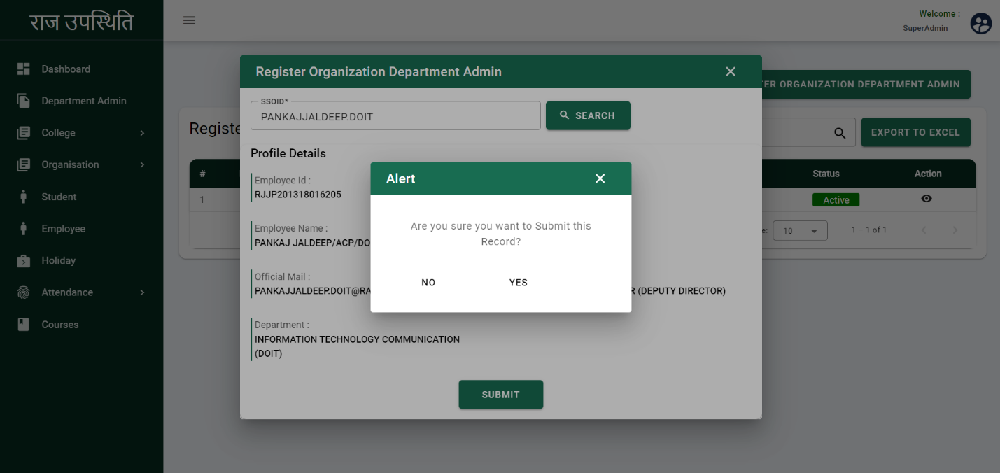 राज उपस्थिति
Welcome :
SuperAdmin
Dashboard
Department Admin
College
Organisation
Student
Employee
Holiday
Attendance
Courses
Register Organization Department Admin
ORGANIZATION DEPARTMENT ADMIN
SSOID*
PANKAJJALDEEP.DOIT
SEARCH
EXPORT TO EXCEL
Profile Details
Employee Id :
RJJP201318016205
Employee Name :
PANKAJ JALDEEP/ACP/DO
Official Mail :
PANKAJJALDEEP.DOIT@RA
R (DEPUTY DIRECTOR)
Department :
INFORMATION TECHNOLOGY COMMUNICATION
(DOIT)
SUBMIT
Alert
Are you sure you want to Submit this
Record?
NO YES
# Status Action
1 Active
10 1 – 1 of 1